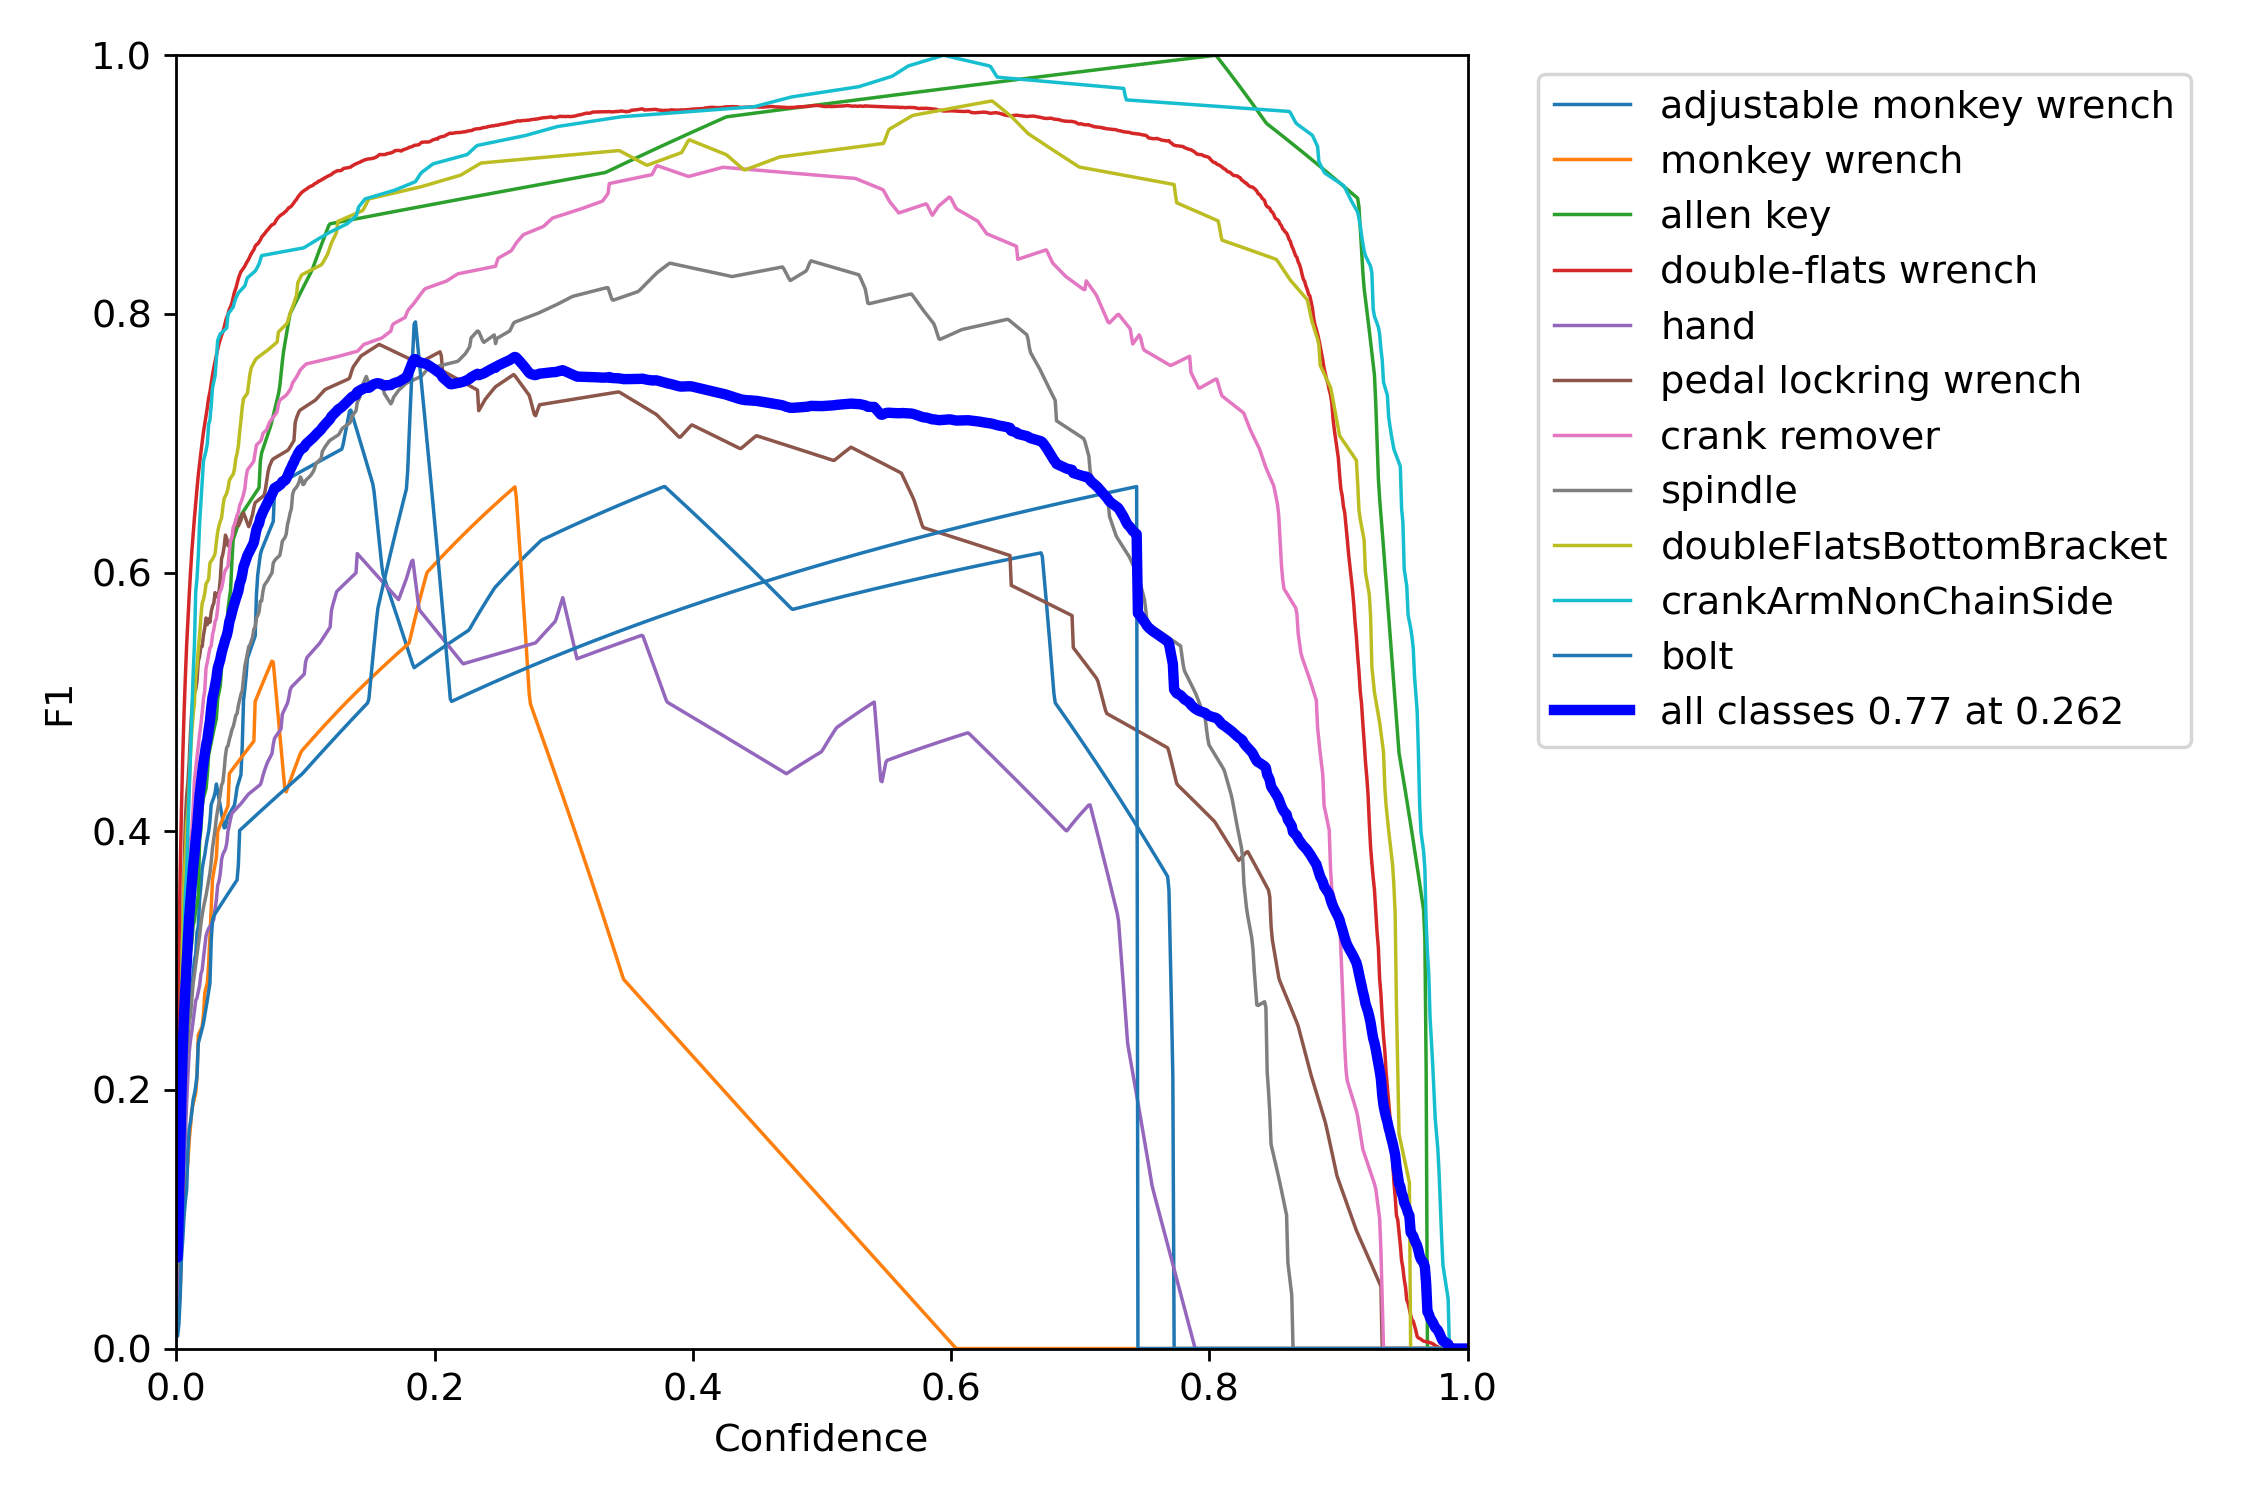 1.0
0.8
0.6
0.4
0.2
0.0
F1
0.0 0.2 0.4 0.6 0.8 1.0
Confidence
adjustable monkey wrench
monkey wrench
allen key
double-flats wrench
hand
pedal lockring wrench
crank remover
spindle
doubleFlatsBottomBracket
crankArmNonChainSide
bolt
all classes 0.77 at 0.262